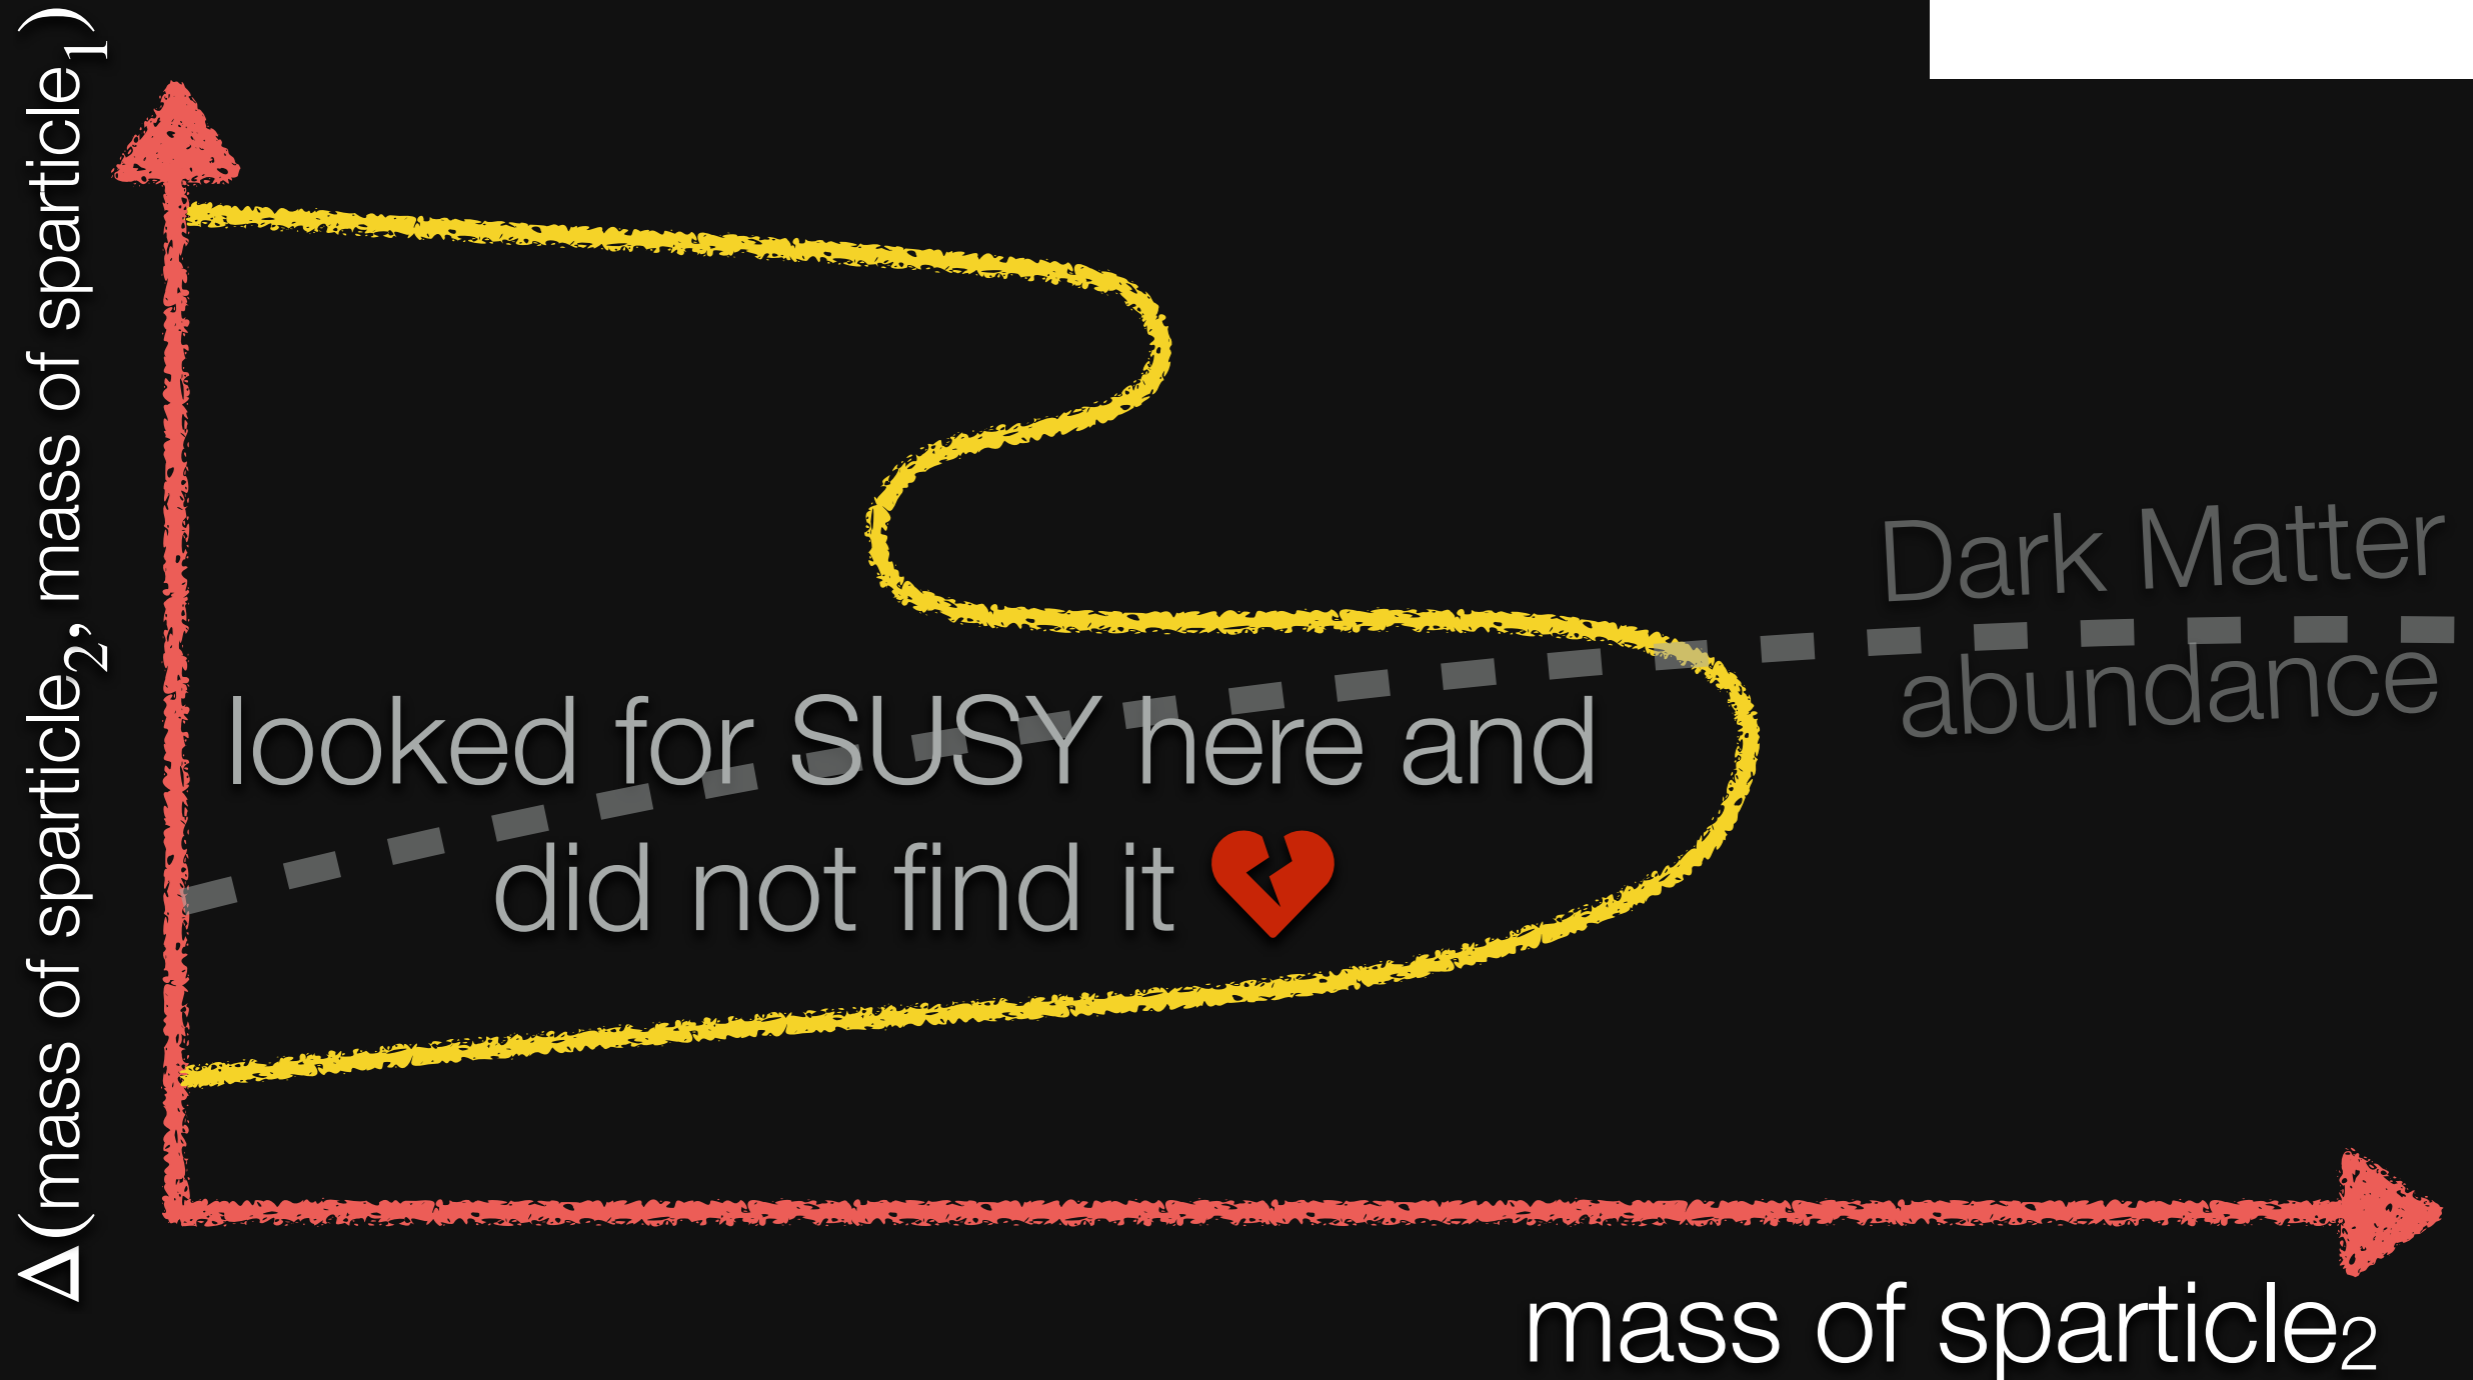 Δ(mass of sparticle₂, mass of sparticle₁)
Dark Matter
abundance
looked for SUSY here and
did not find it 💔
mass of sparticle₂